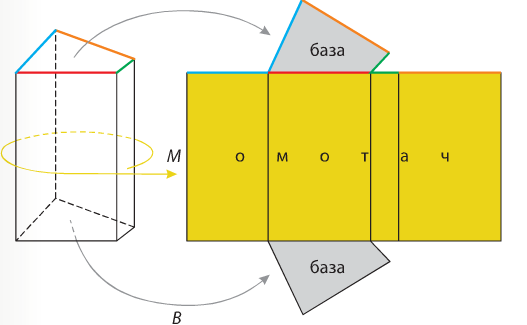 база
M
о м о т а ч
база
B